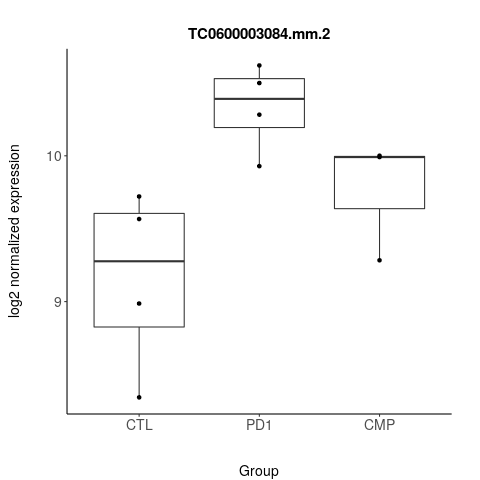 TC0600003084.mm.2
log2 normalized expression
10
9
CTL PD1 CMP
Group